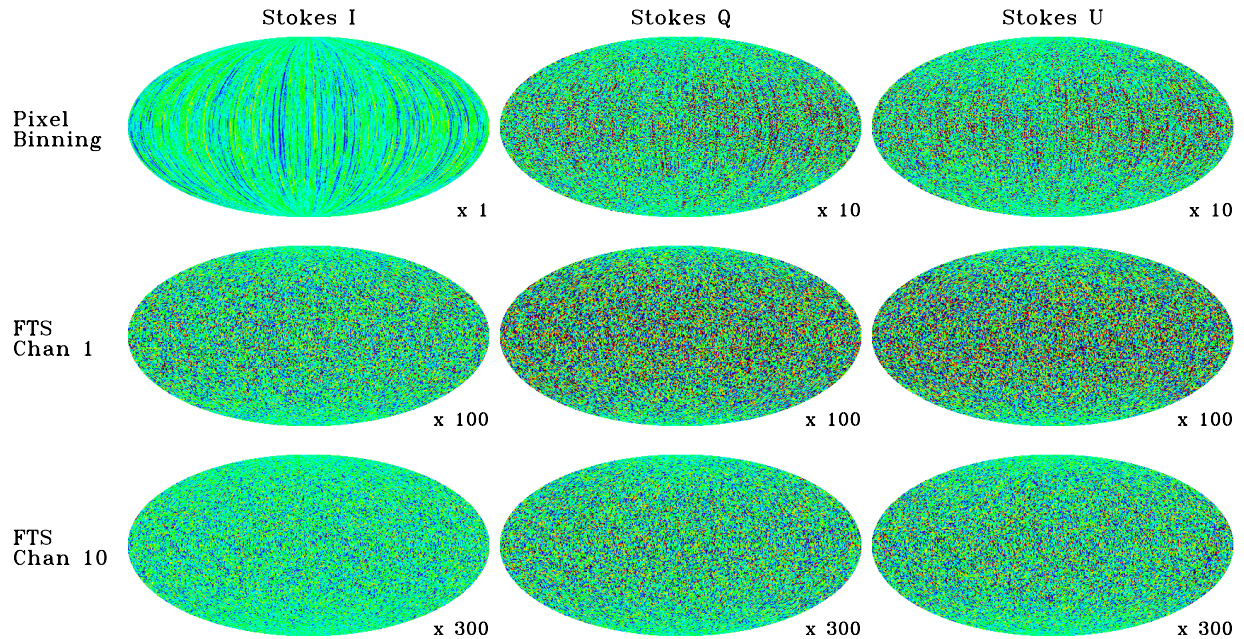 Stokes I
Stokes Q
Stokes U
Pixel
Binning
x 1
x 10
x 10
FTS
Chan 1
x 100
x 100
x 100
FTS
Chan 10
x 300
x 300
x 300